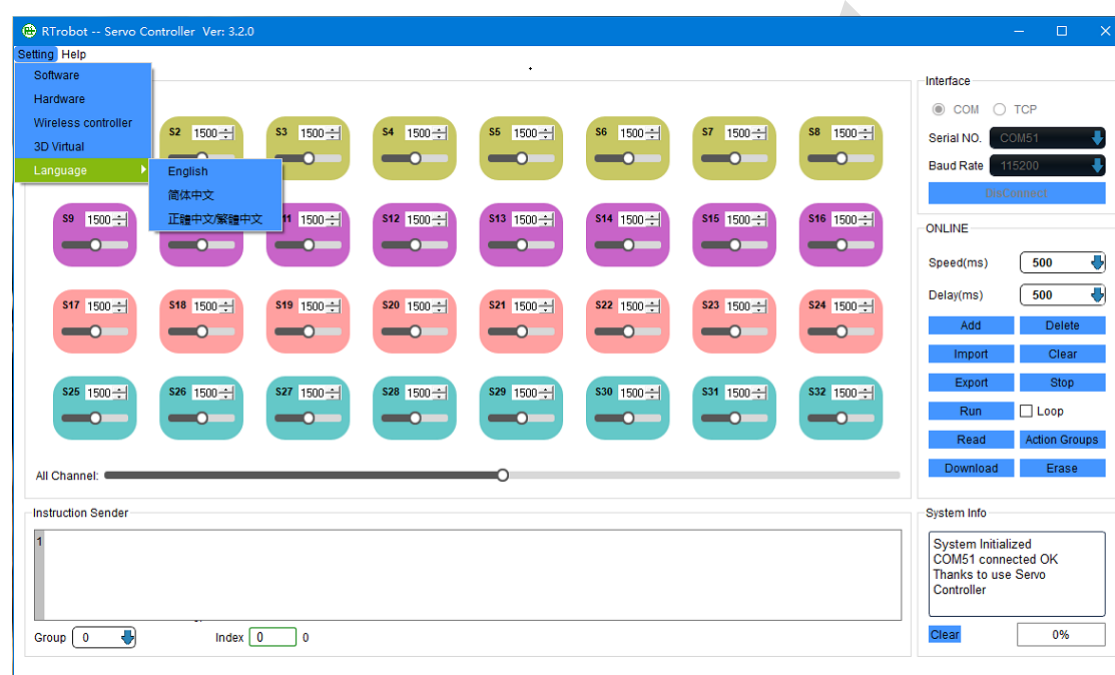 RTrobot -- Servo Controller Ver: 3.2.0
Setting Help
Software
Hardware
Wireless controller
3D Virtual
Language
English
简体中文
正體中文/繁體中文
S2 1500
S3 1500
S4 1500
S5 1500
S6 1500
S7 1500
S8 1500
S9 1500
11 1500
S12 1500
S13 1500
S14 1500
S15 1500
S16 1500
S17 1500
S18 1500
S19 1500
S20 1500
S21 1500
S22 1500
S23 1500
S24 1500
S25 1500
S26 1500
S27 1500
S28 1500
S29 1500
S30 1500
S31 1500
S32 1500
All Channel:
Interface
COM TCP
Serial NO. COM51
Baud Rate 115200
DisConnect
ONLINE
Speed(ms) 500
Delay(ms) 500
Add Delete
Import Clear
Export Stop
Run Loop
Read Action Groups
Download Erase
Instruction Sender
1
Group 0 Index 0 0
System Info
System Initialized
COM51 connected OK
Thanks to use Servo
Controller
Clear 0%